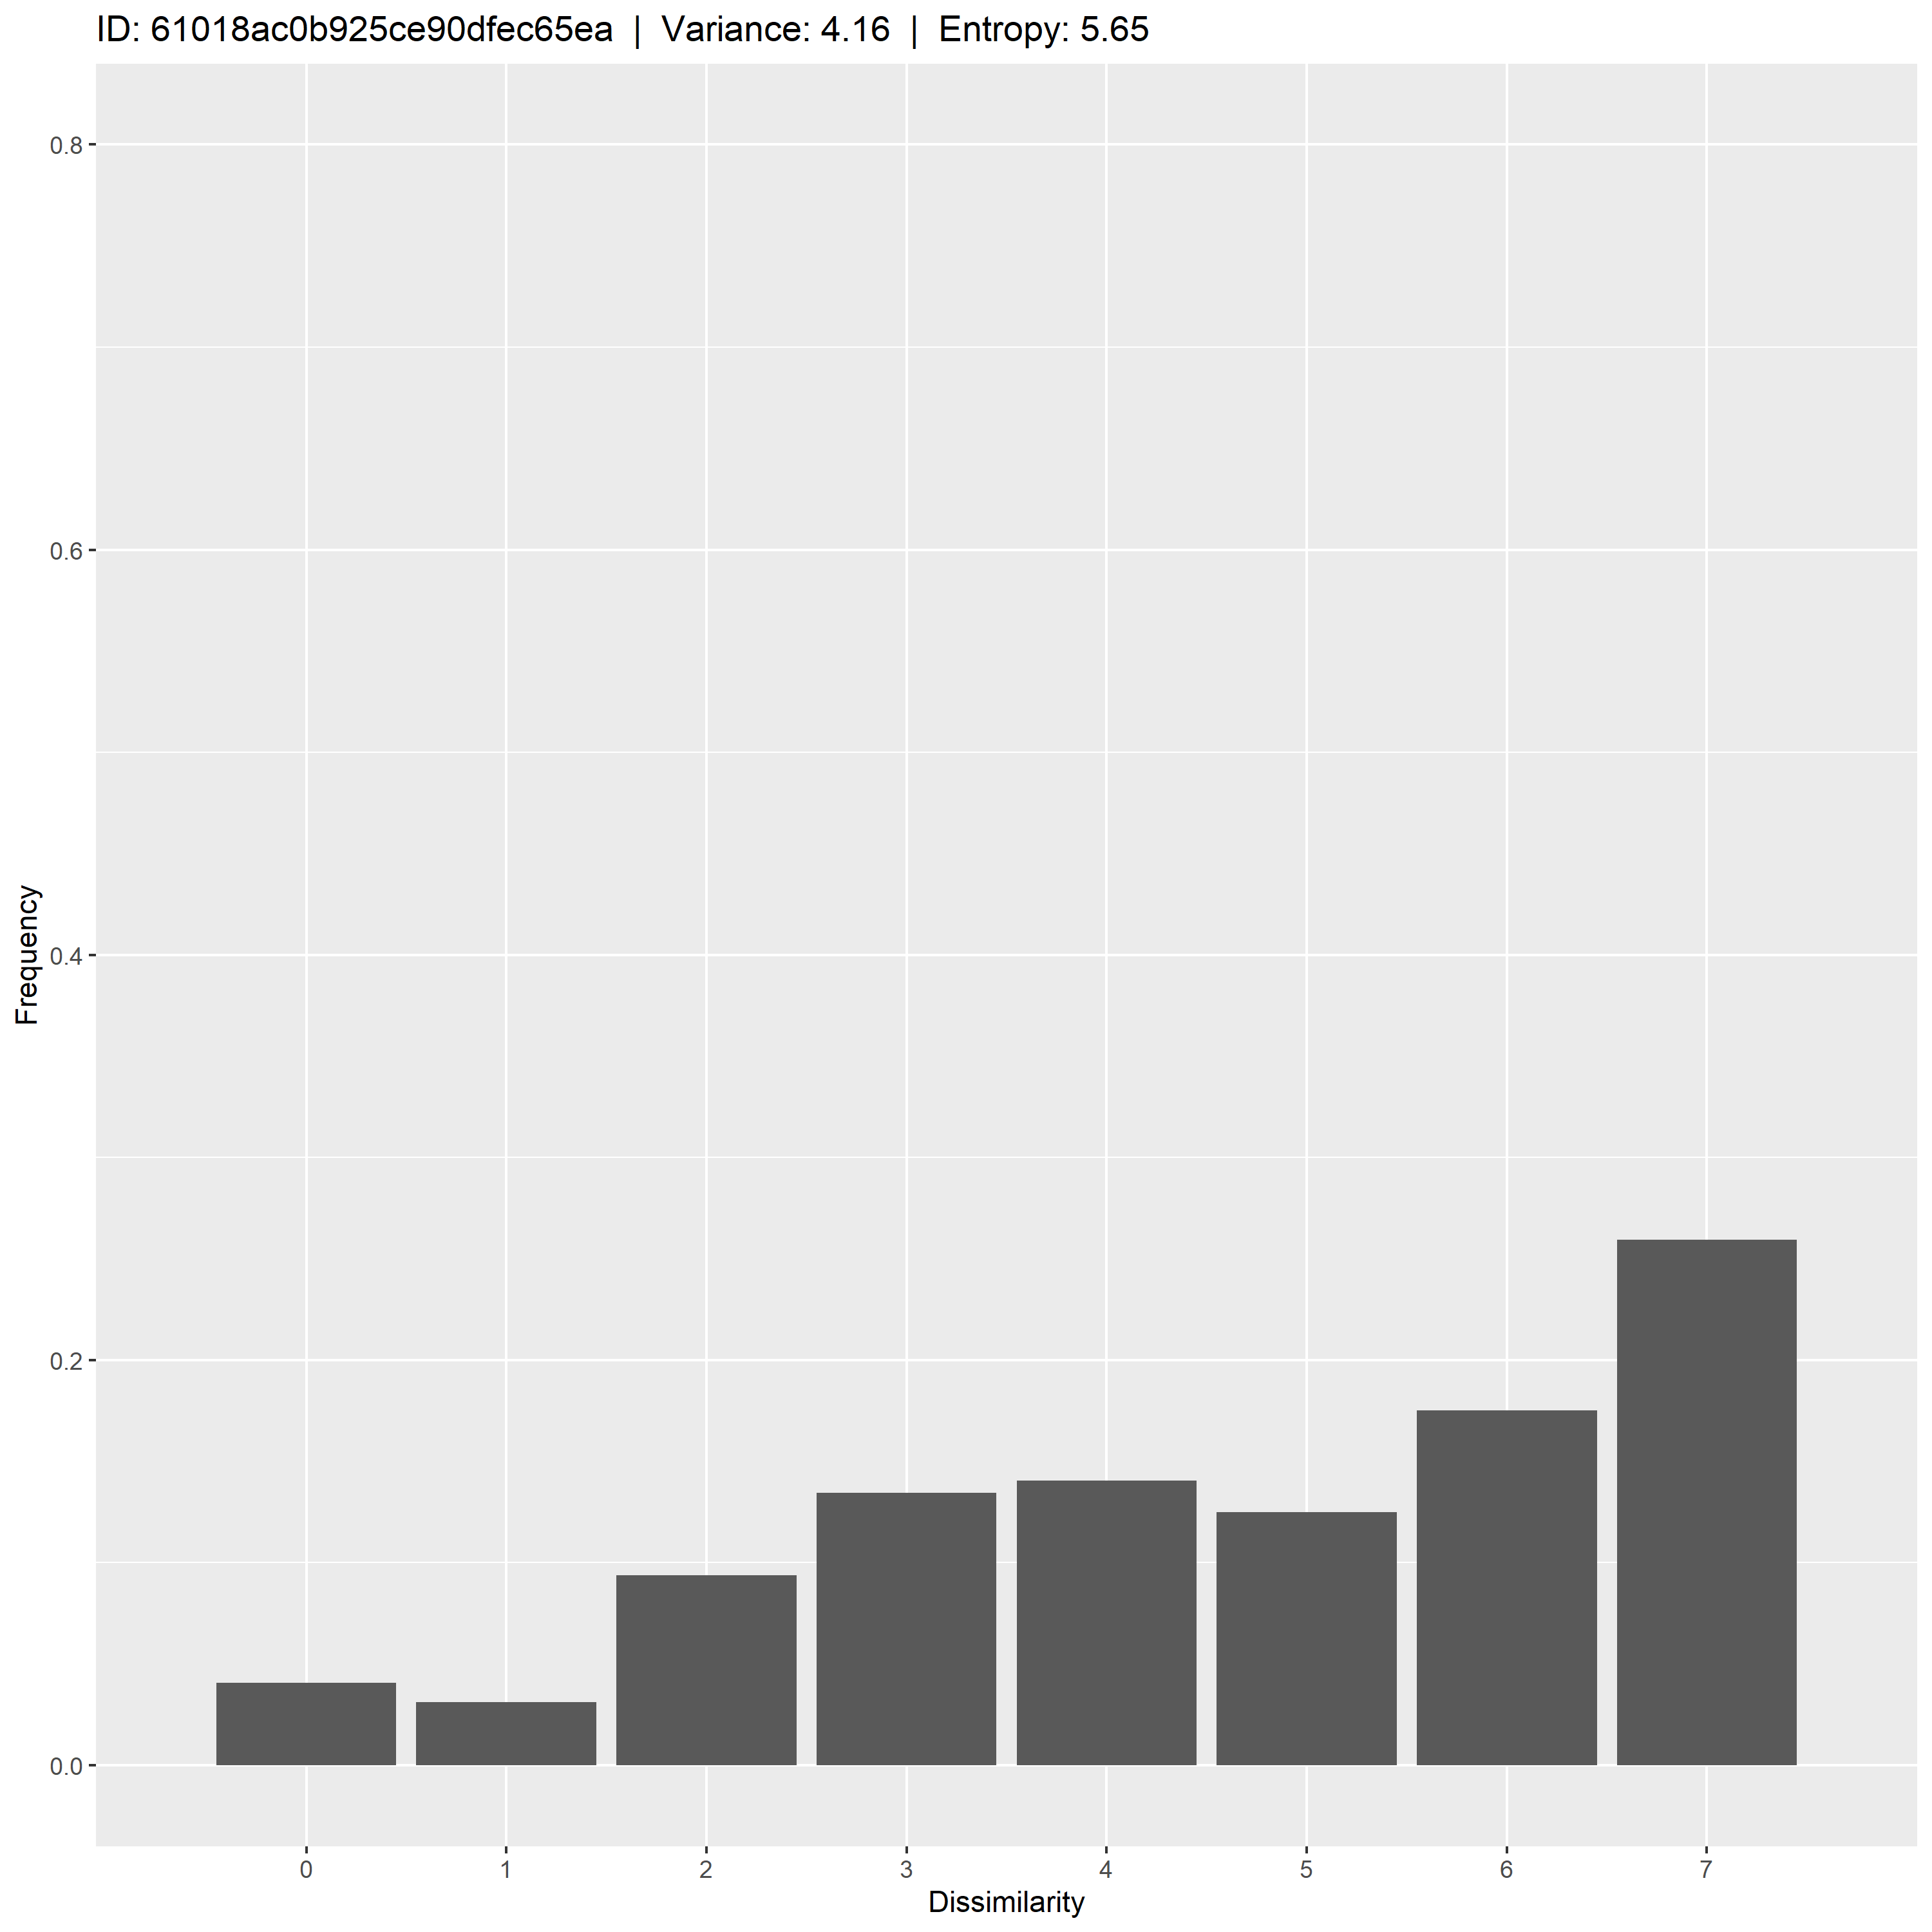 ID: 61018ac0b925ce90dfec65ea | Variance: 4.16 | Entropy: 5.65
Frequency
0.8
0.6
0.4
0.2
0.0
0 1 2 3 4 5 6 7
Dissimilarity